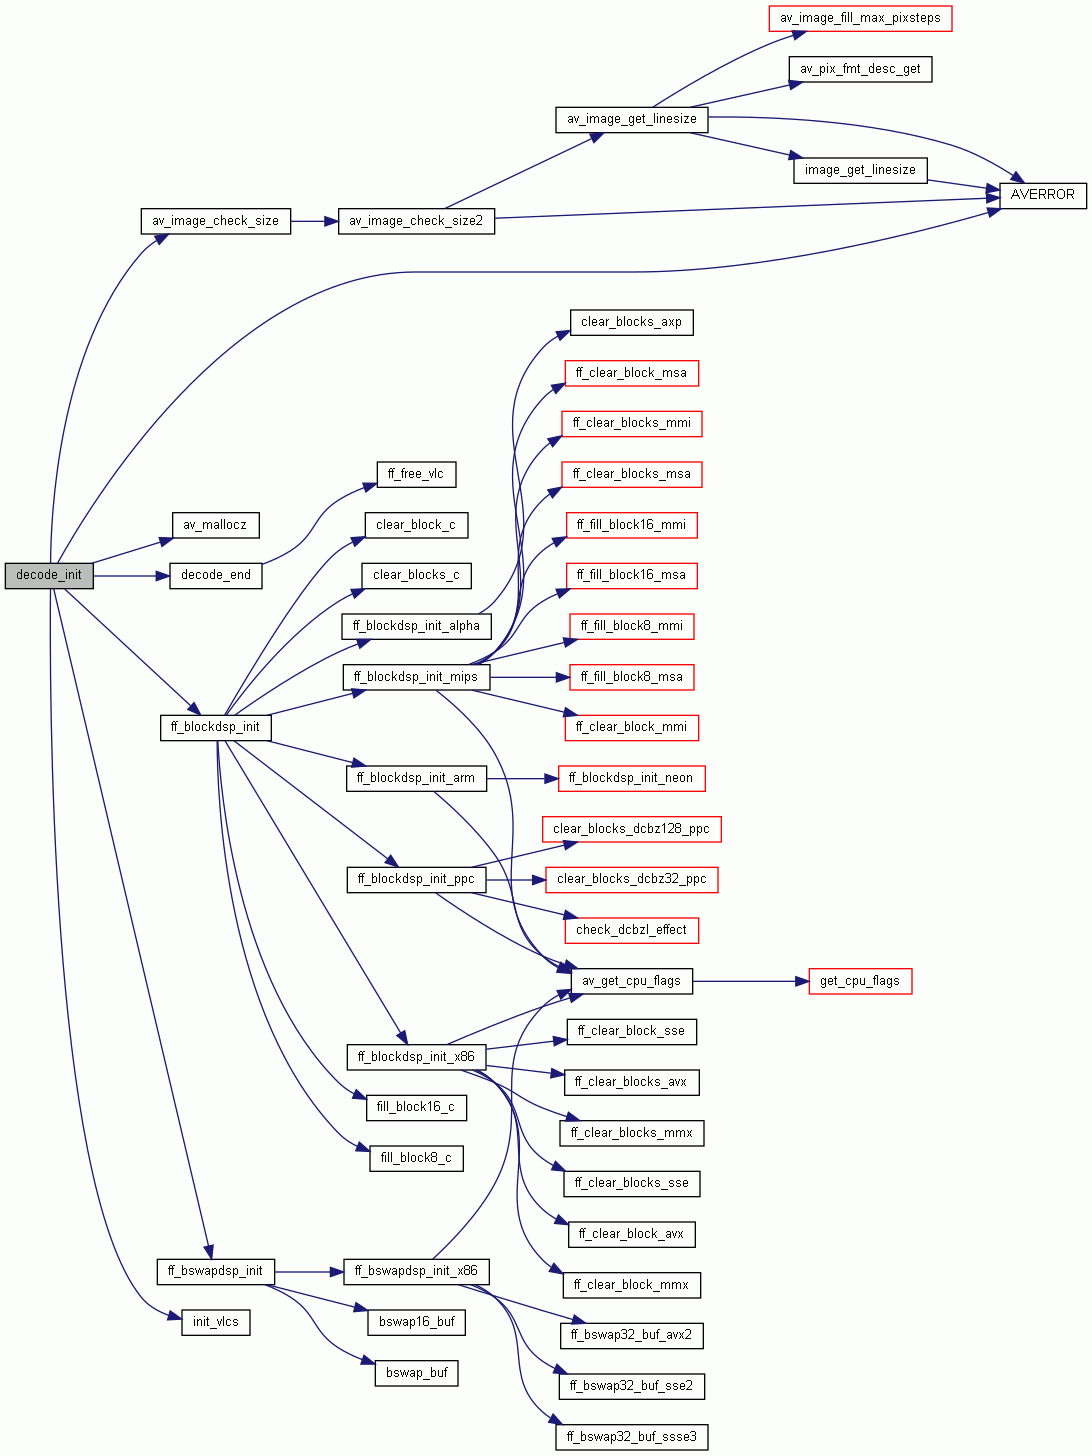 av_image_fill_max_pixsteps
av_pix_fmt_desc_get
av_image_get_linesize
image_get_linesize
AVERROR
av_image_check_size
av_image_check_size2
clear_blocks_axp
ff_clear_block_msa
ff_clear_blocks_mmi
ff_free_vlc
ff_clear_blocks_msa
av_mallocz
clear_block_c
ff_fill_block16_mmi
decode_init
decode_end
clear_blocks_c
ff_fill_block16_msa
ff_blockdsp_init_alpha
ff_fill_block8_mmi
ff_blockdsp_init_mips
ff_fill_block8_msa
ff_blockdsp_init
ff_clear_block_mmi
ff_blockdsp_init_arm
ff_blockdsp_init_neon
clear_blocks_dcbz128_ppc
ff_blockdsp_init_ppc
clear_blocks_dcbz32_ppc
check_dcbzl_effect
av_get_cpu_flags
get_cpu_flags
ff_clear_block_sse
ff_blockdsp_init_x86
ff_clear_blocks_avx
fill_block16_c
ff_clear_blocks_mmx
fill_block8_c
ff_clear_blocks_sse
ff_clear_block_avx
ff_bswapdsp_init
ff_bswapdsp_init_x86
ff_clear_block_mmx
init_vlcs
bswap16_buf
ff_bswap32_buf_avx2
bswap_buf
ff_bswap32_buf_sse2
ff_bswap32_buf_ssse3